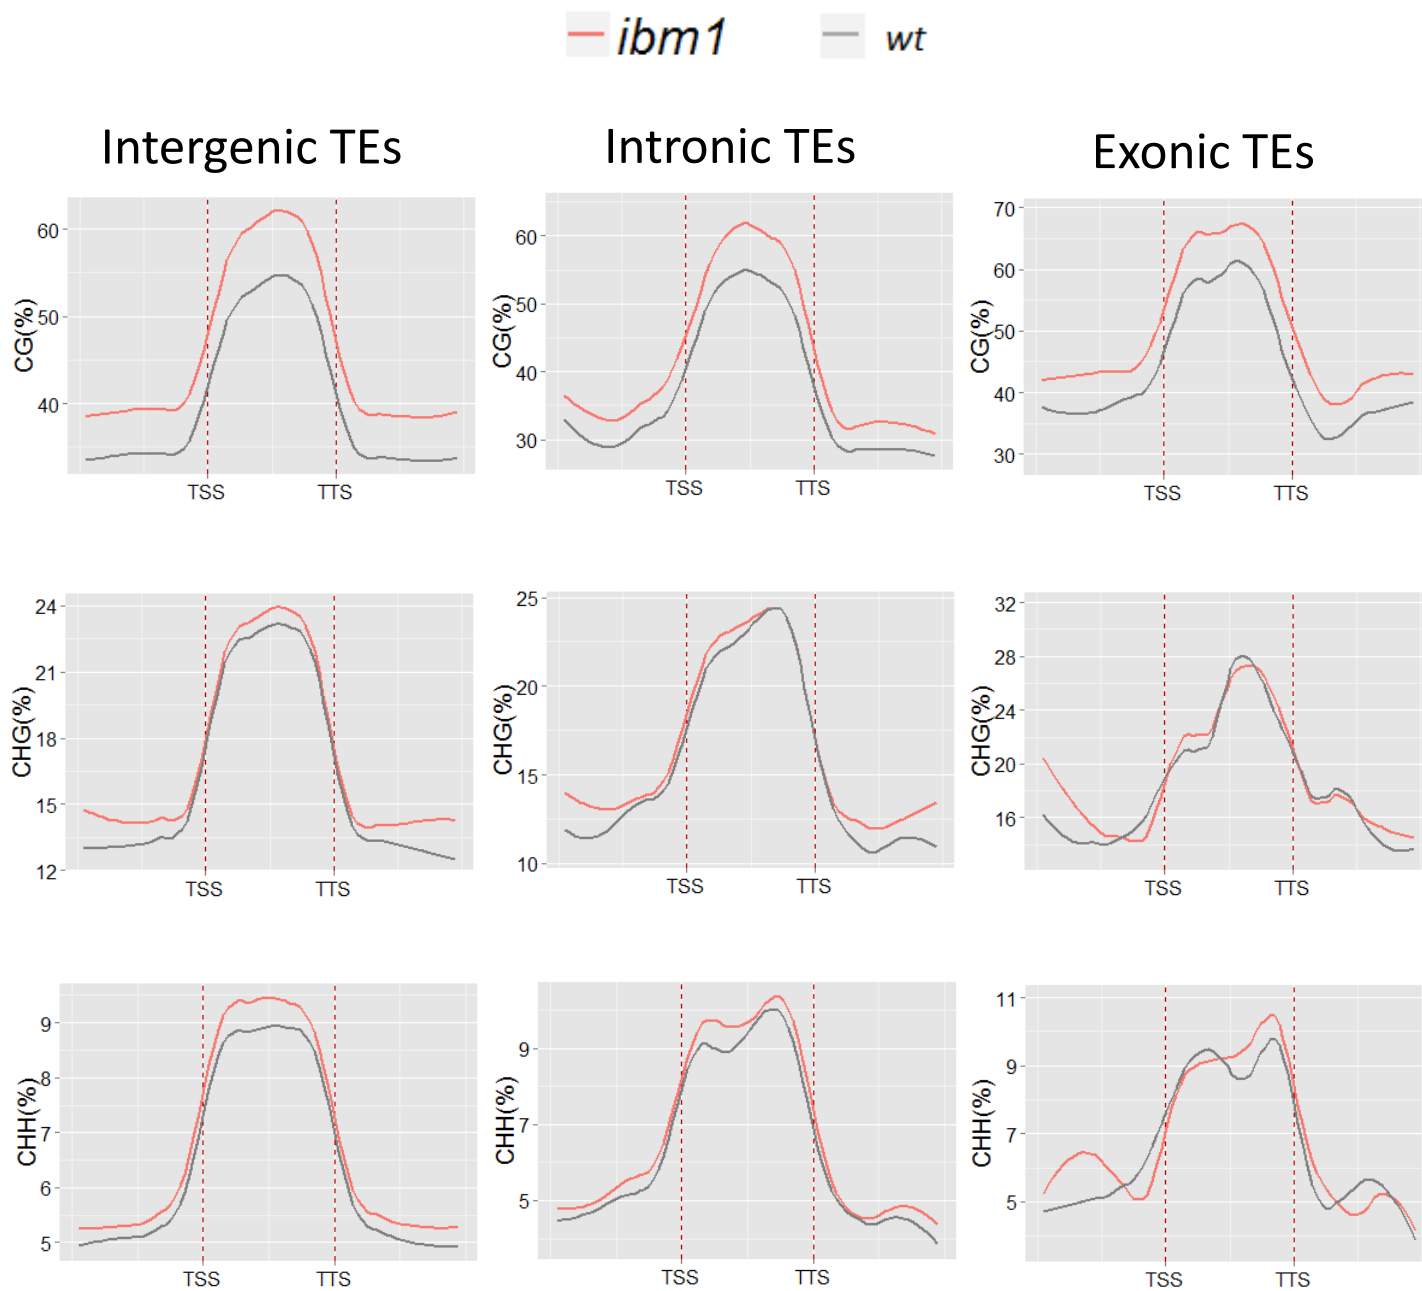 ibm1 wt
Intergenic TEs Intronic TEs Exonic TEs
CG(%)
60
50
40
TSS TTS
CG(%)
60
50
40
30
TSS TTS
CG(%)
70
60
50
40
30
TSS TTS
CHG(%)
24
21
18
15
12
TSS TTS
CHG(%)
25
20
15
10
TSS TTS
CHG(%)
32
28
24
20
16
TSS TTS
CHH(%)
9
8
7
6
5
TSS TTS
CHH(%)
9
7
5
TSS TTS
CHH(%)
11
9
7
5
TSS TTS